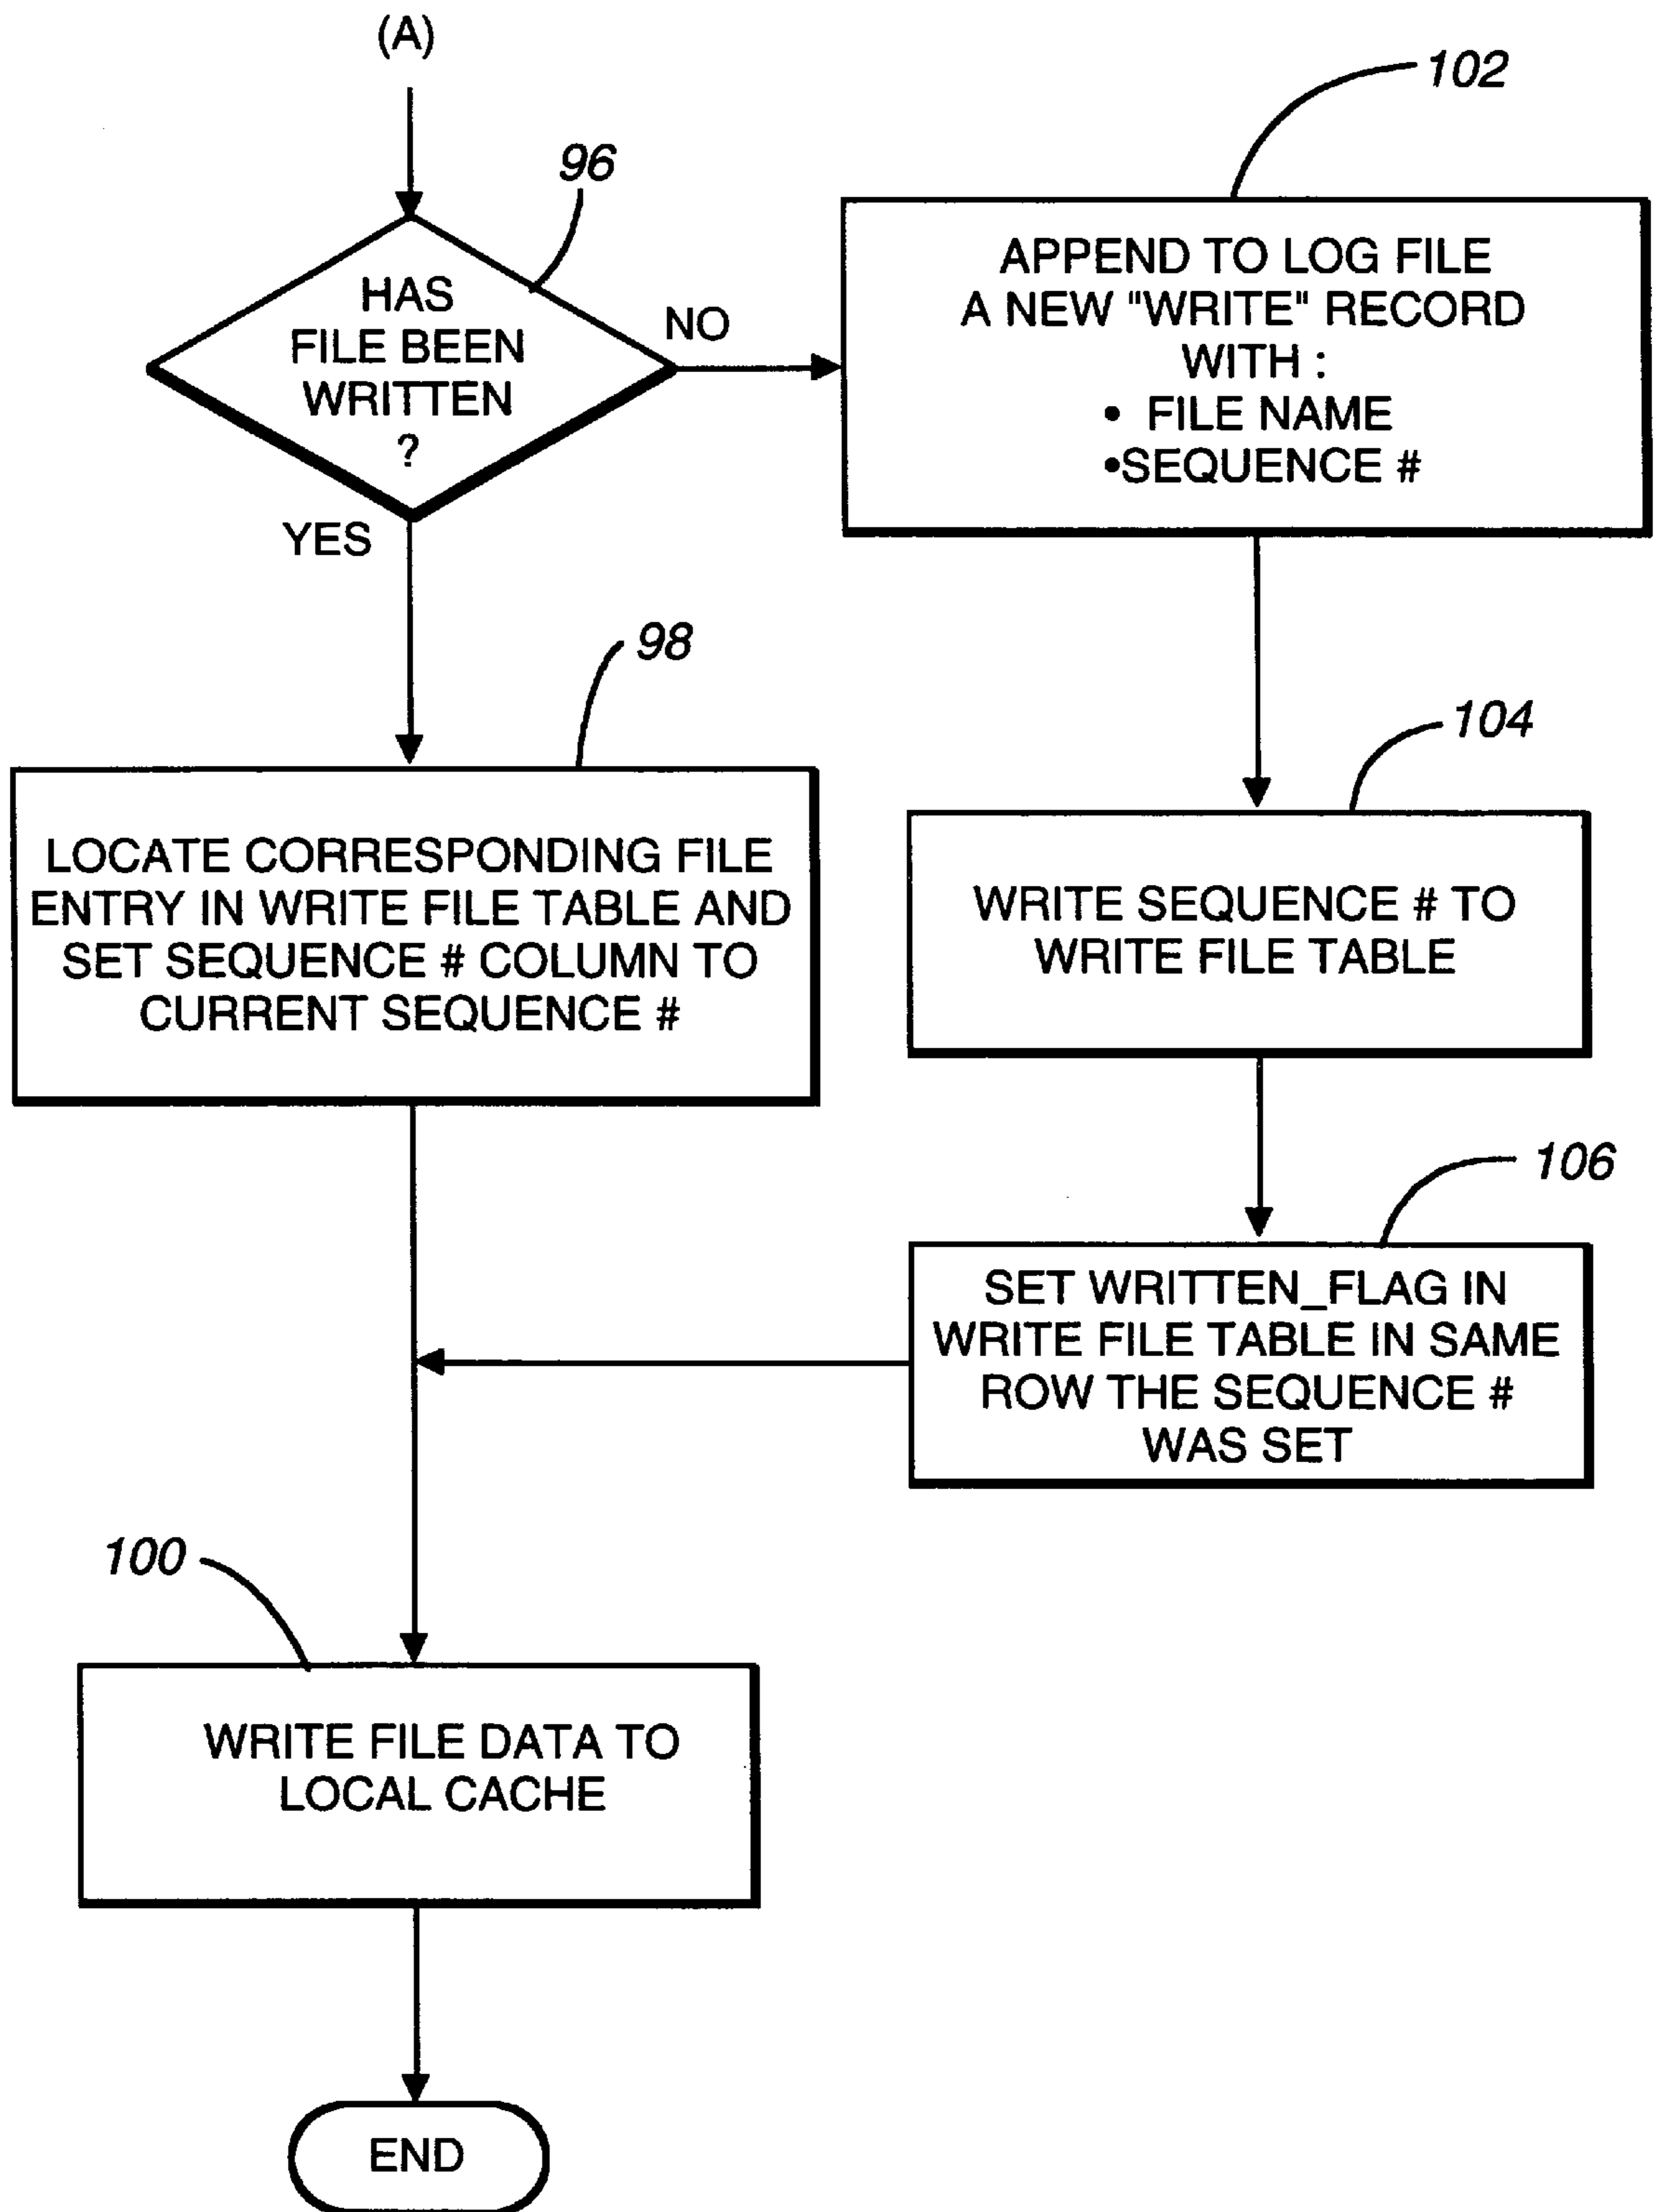 (A)
96
HAS
FILE BEEN
WRITTEN
?
NO
YES
102
APPEND TO LOG FILE
A NEW "WRITE" RECORD
WITH :
• FILE NAME
•SEQUENCE #
98
LOCATE CORRESPONDING FILE
ENTRY IN WRITE FILE TABLE AND
SET SEQUENCE # COLUMN TO
CURRENT SEQUENCE #
104
WRITE SEQUENCE # TO
WRITE FILE TABLE
106
SET WRITTEN_FLAG IN
WRITE FILE TABLE IN SAME
ROW THE SEQUENCE #
WAS SET
100
WRITE FILE DATA TO
LOCAL CACHE
END